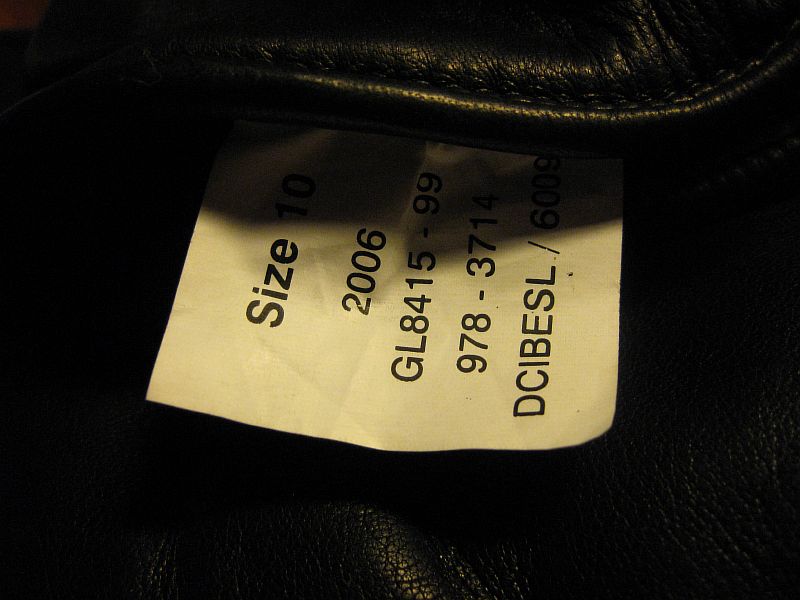 Size 10
2006
GL8415 - 99
978 - 3714
DCIBESL / 6009